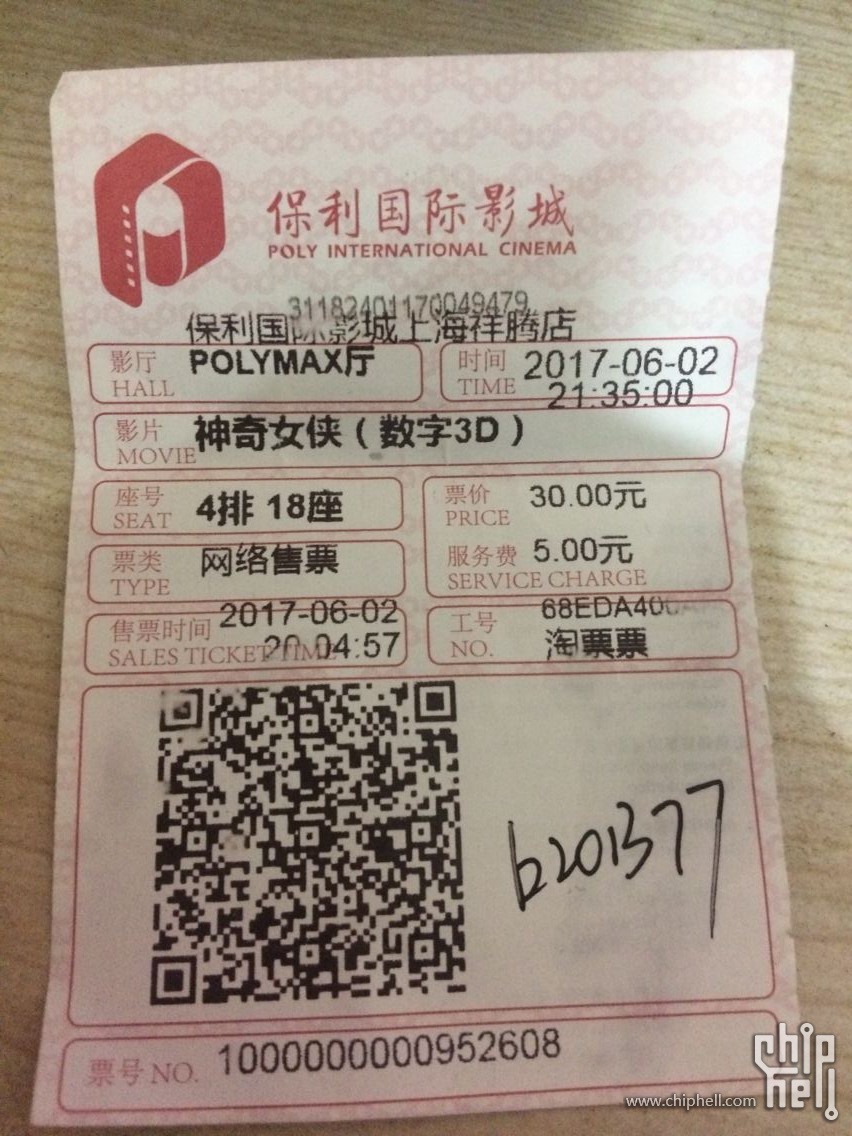 保利国际影城
POLY INTERNATIONAL CINEMA
31182401170049479
保利国际影城上海祥腾店
影厅 HALL POLYMAX厅
时间 TIME 2017-06-02
21:35:00
影片 MOVIE 神奇女侠（数字3D）
座号 SEAT 4排 18座
票价 PRICE 30.00元
票类 TYPE 网络售票
服务费 SERVICE CHARGE 5.00元
售票时间 SALES TICKET TIME 2017-06-02
20:04:57
工号 NO. 68EDA400
淘票票
b201377
票号 NO. 1000000000952608
chip hell
www.chiphell.com